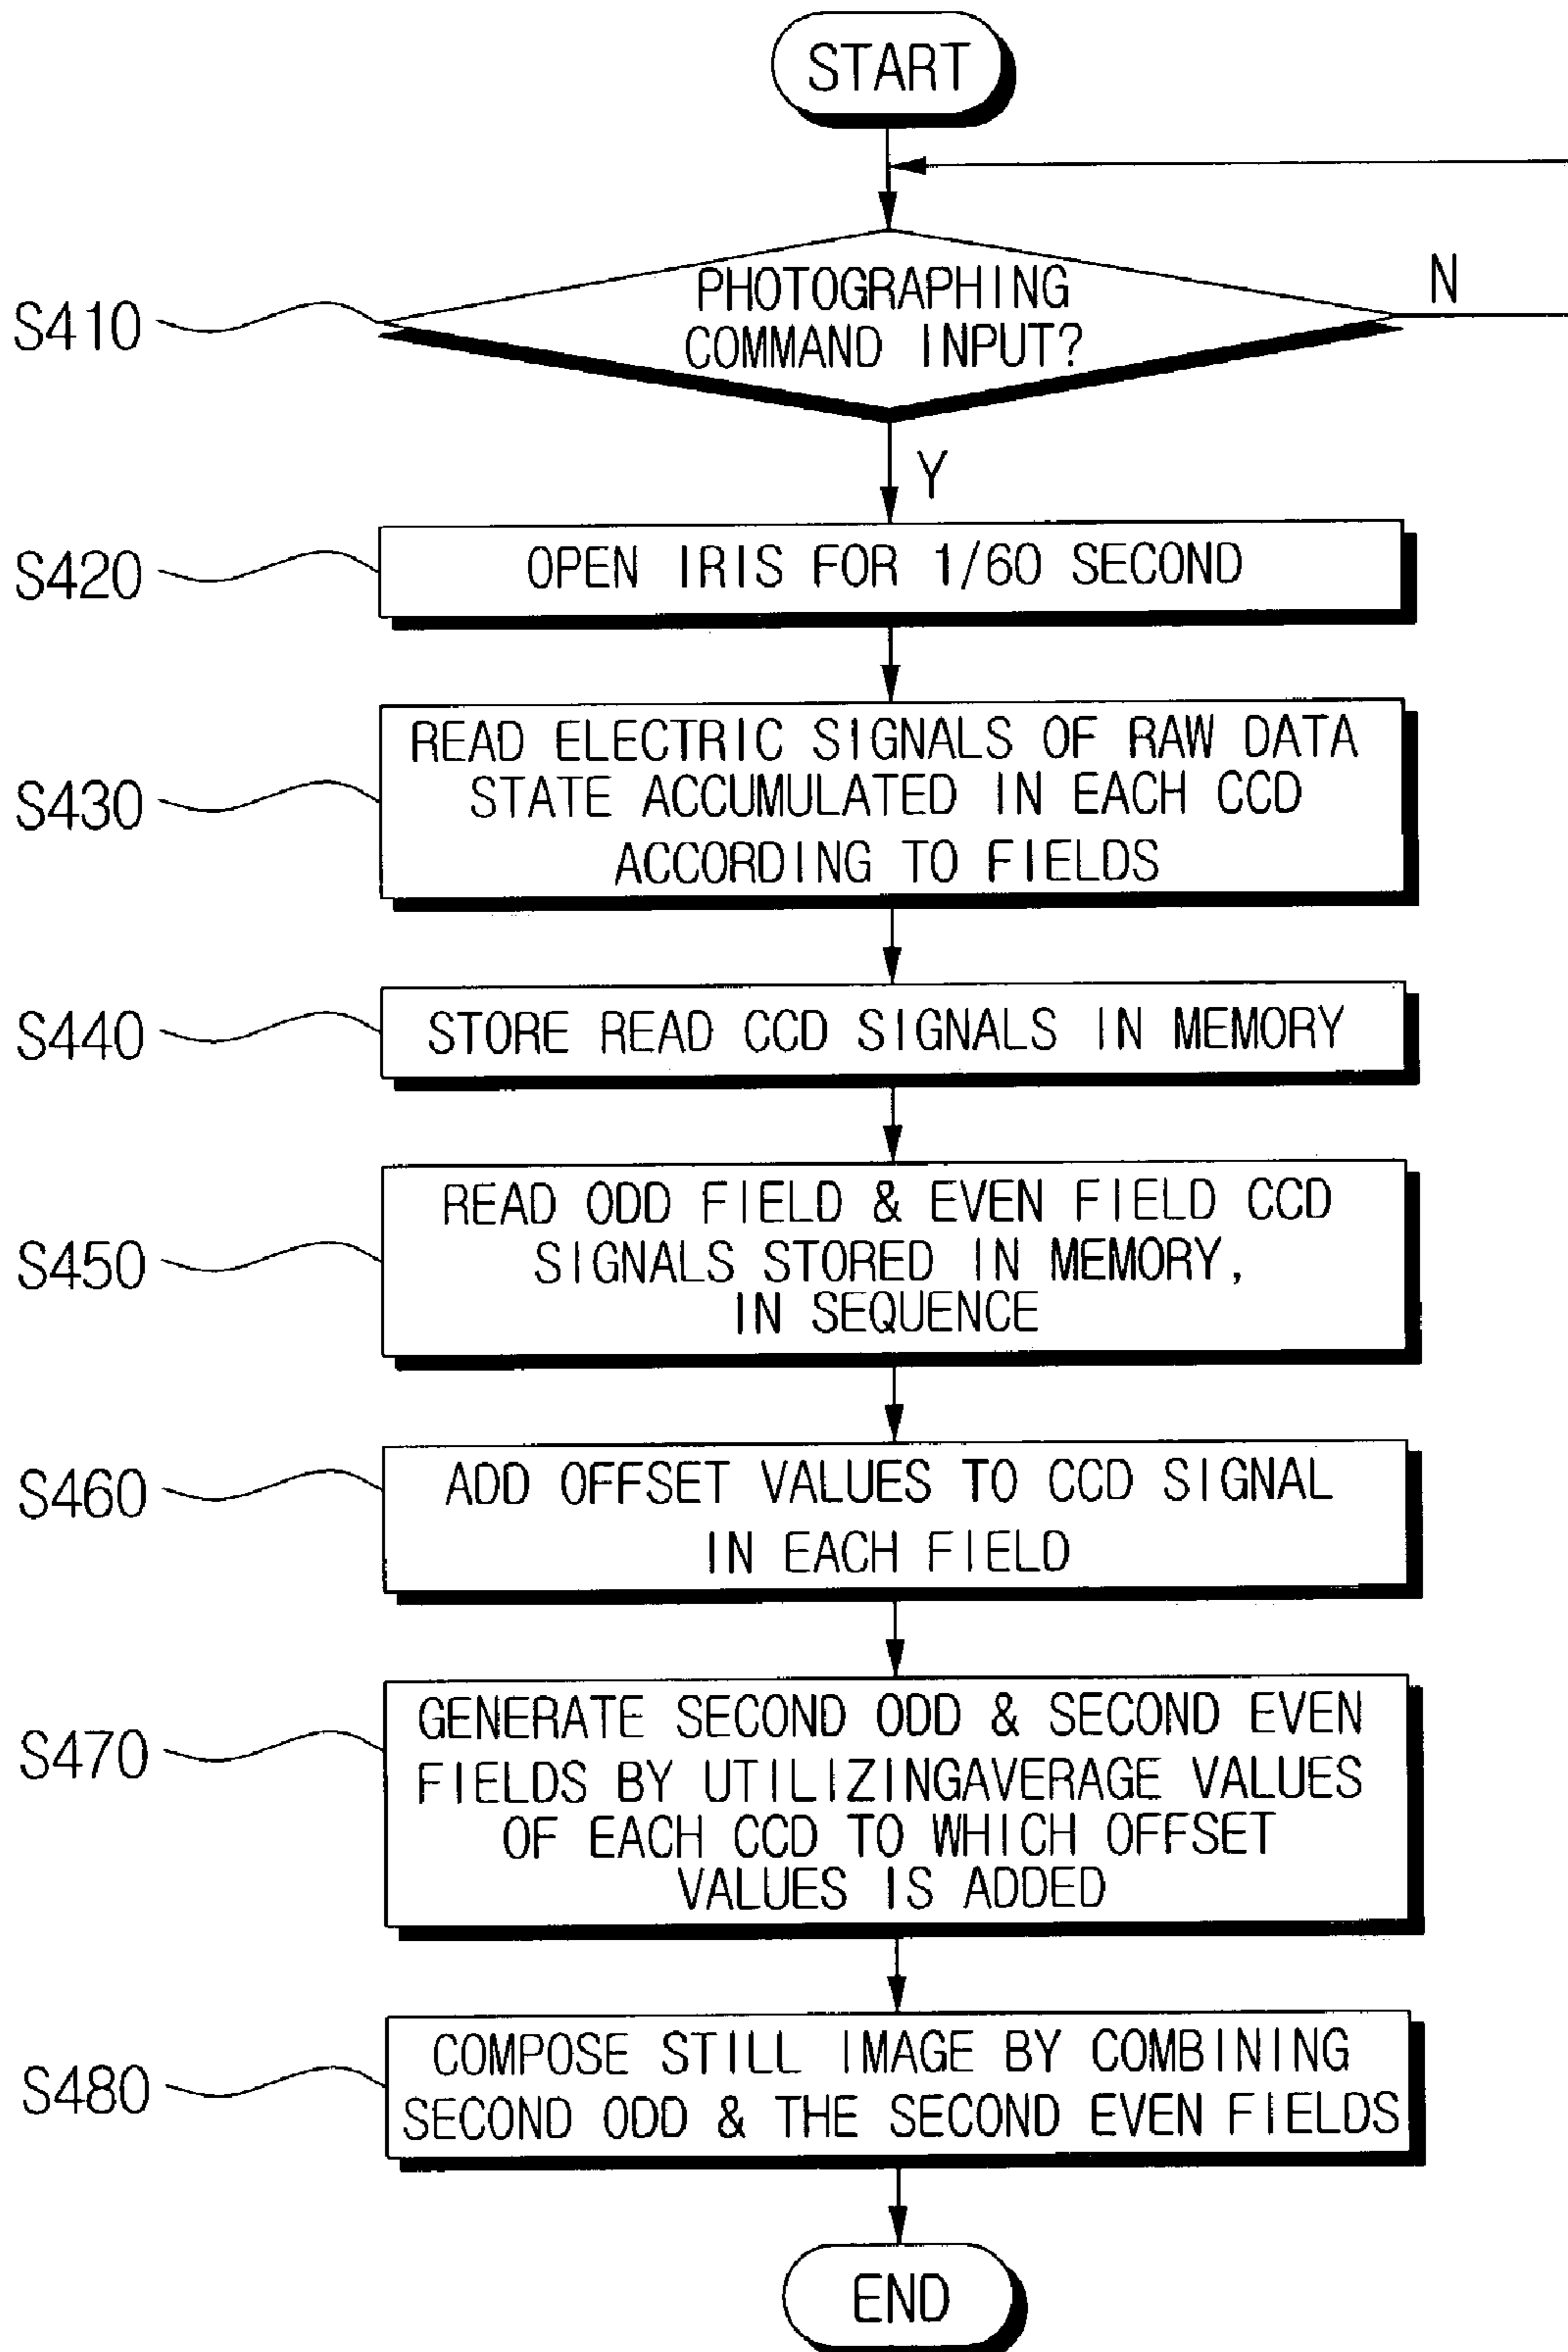 START
PHOTOGRAPHING
COMMAND INPUT?
N
S410
Y
S420
OPEN IRIS FOR 1/60 SECOND
S430
READ ELECTRIC SIGNALS OF RAW DATA
STATE ACCUMULATED IN EACH CCD
ACCORDING TO FIELDS
S440
STORE READ CCD SIGNALS IN MEMORY
S450
READ ODD FIELD & EVEN FIELD CCD
SIGNALS STORED IN MEMORY,
IN SEQUENCE
S460
ADD OFFSET VALUES TO CCD SIGNAL
IN EACH FIELD
S470
GENERATE SECOND ODD & SECOND EVEN
FIELDS BY UTILIZINGAVERAGE VALUES
OF EACH CCD TO WHICH OFFSET
VALUES IS ADDED
S480
COMPOSE STILL IMAGE BY COMBINING
SECOND ODD & THE SECOND EVEN FIELDS
END